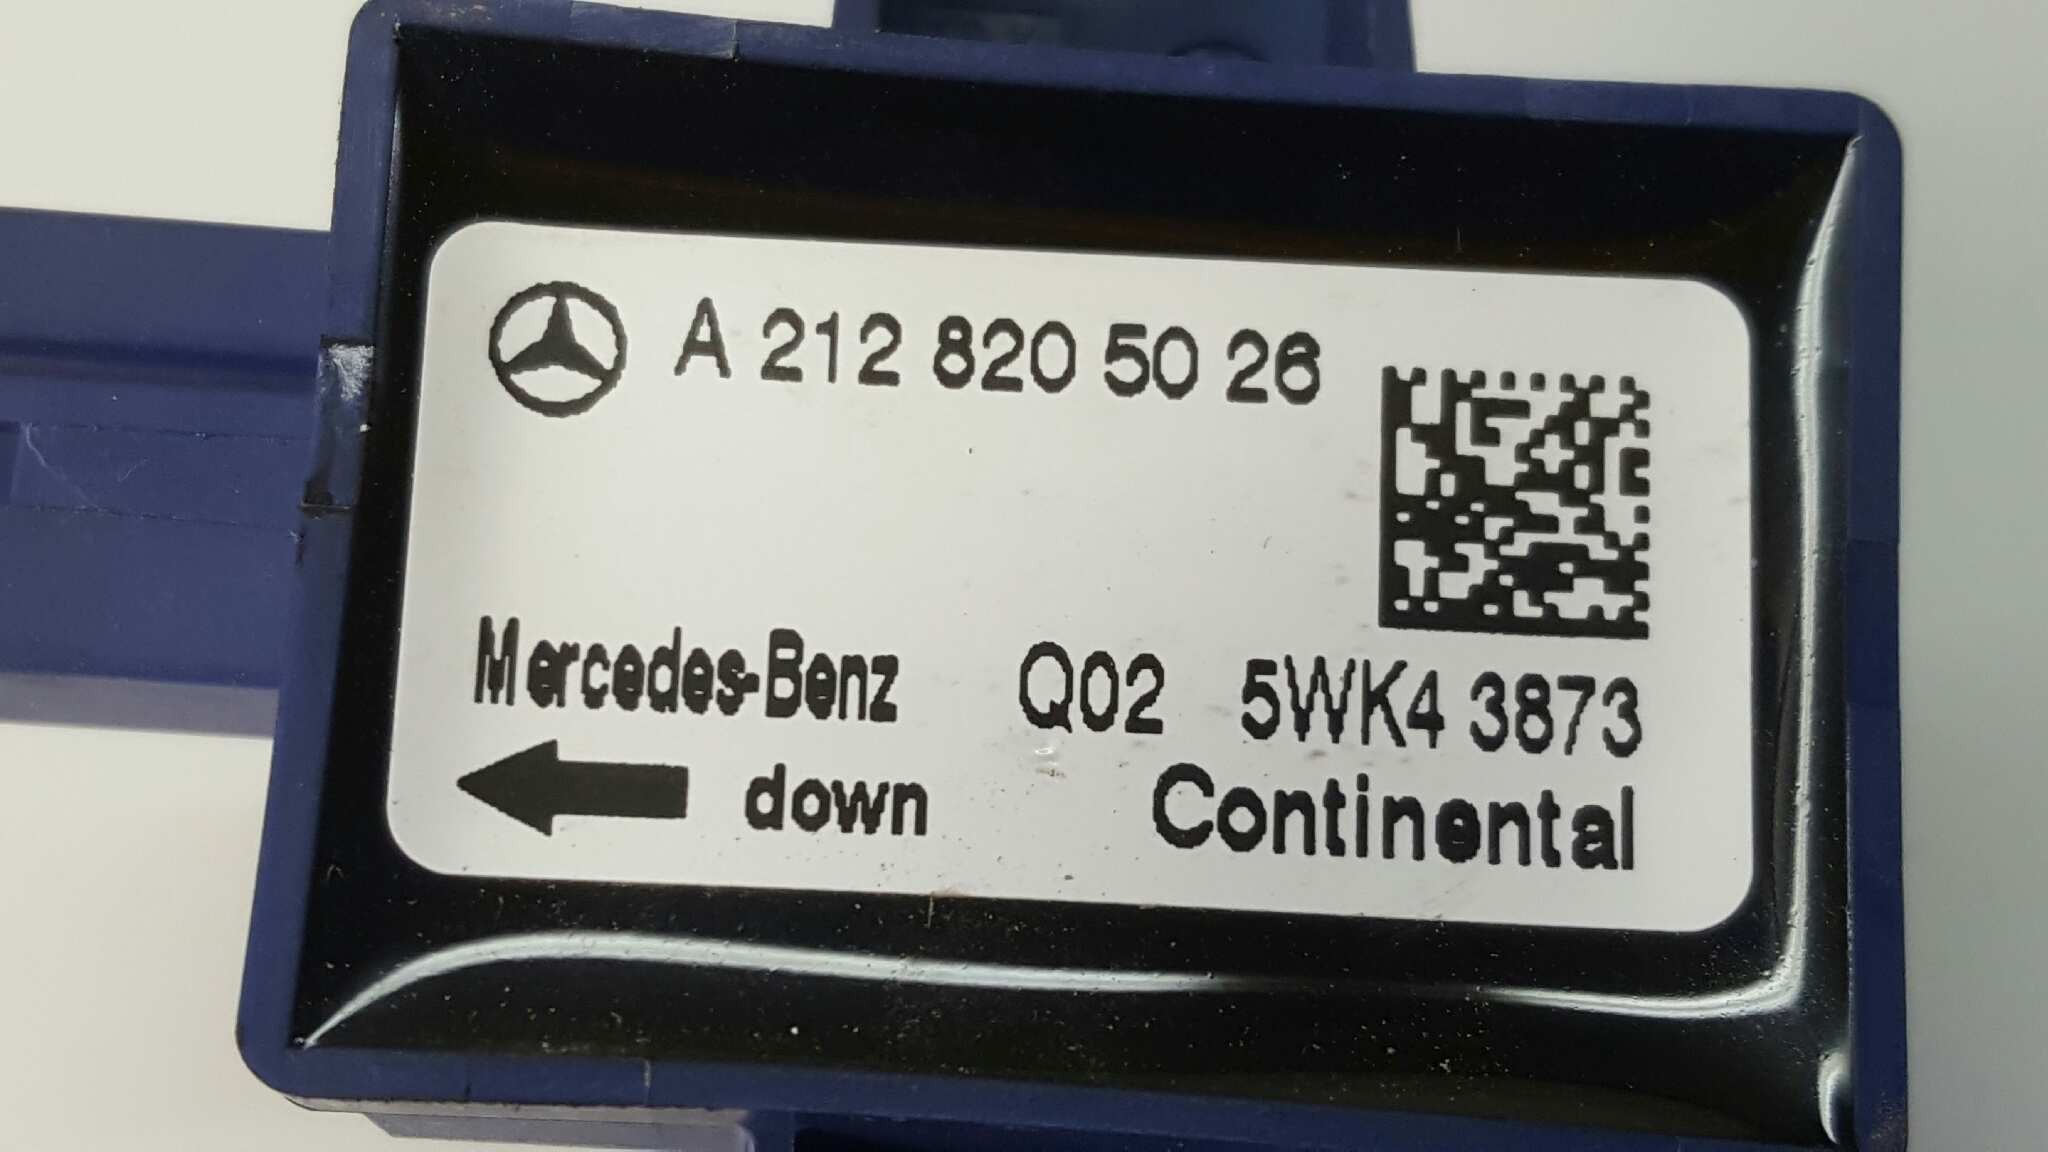 A 212 820 50 26
Mercedes-Benz Q02 5WK4 3873
down Continental